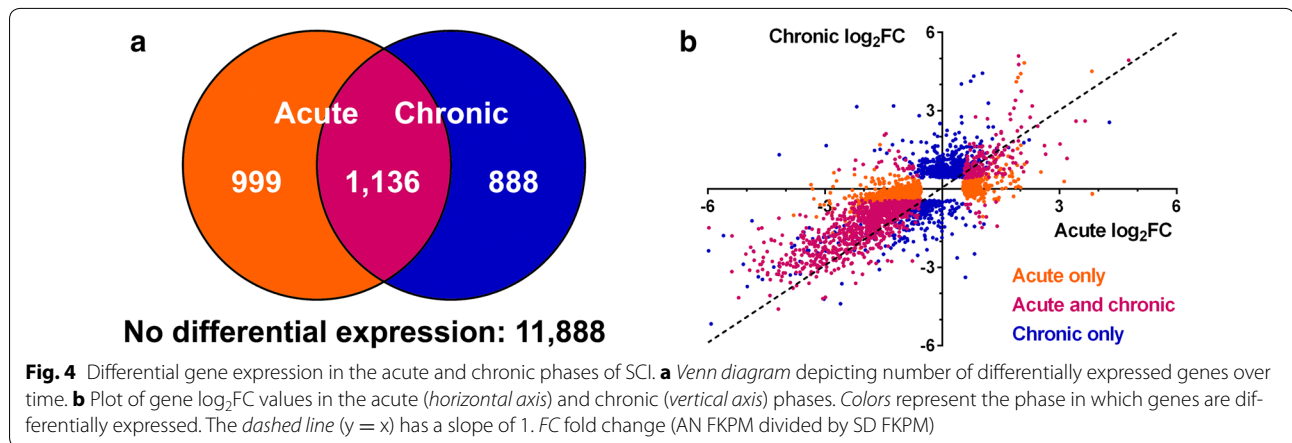 a
Acute Chronic
999 1,136 888
No differential expression: 11,888
b
Chronic log₂FC
6
3
-6 -3 3 6
Acute log₂FC
-3
-6
Acute only
Acute and chronic
Chronic only
Fig. 4 Differential gene expression in the acute and chronic phases of SCI. a Venn diagram depicting number of differentially expressed genes over
time. b Plot of gene log₂FC values in the acute (horizontal axis) and chronic (vertical axis) phases. Colors represent the phase in which genes are dif-
ferentially expressed. The dashed line (y = x) has a slope of 1. FC fold change (AN FKPM divided by SD FKPM)